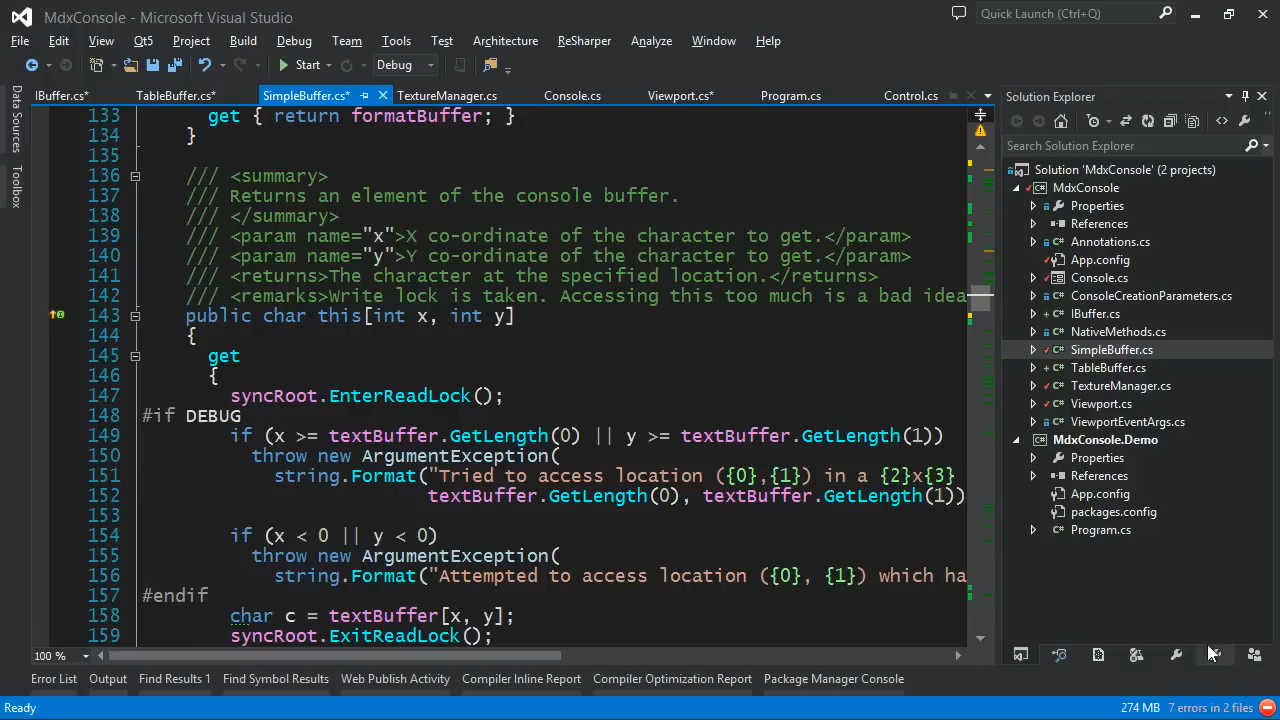 MdxConsole - Microsoft Visual Studio
Quick Launch (Ctrl+Q)
File Edit View Qt5 Project Build Debug Team Tools Test Architecture ReSharper Analyze Window Help
Start Debug
IBuffer.cs* TableBuffer.cs* SimpleBuffer.cs* TextureManager.cs Console.cs Viewport.cs* Program.cs Control.cs
Data Sources
Toolbox
133 get { return formatBuffer; }
134 }
135
136 /// <summary>
137 /// Returns an element of the console buffer.
138 /// </summary>
139 /// <param name="x">X co-ordinate of the character to get.</param>
140 /// <param name="y">Y co-ordinate of the character to get.</param>
141 /// <returns>The character at the specified location.</returns>
142 /// <remarks>Write lock is taken. Accessing this too much is a bad idea
143 public char this[int x, int y]
144 {
145 get
146 {
147 syncRoot.EnterReadLock();
148 #if DEBUG
149 if (x >= textBuffer.GetLength(0) || y >= textBuffer.GetLength(1))
150 throw new ArgumentException(
151 string.Format("Tried to access location ({0},{1}) in a {2}x{3}
152 textBuffer.GetLength(0), textBuffer.GetLength(1))
153
154 if (x < 0 || y < 0)
155 throw new ArgumentException(
156 string.Format("Attempted to access location ({0}, {1}) which ha
157 #endif
158 char c = textBuffer[x, y];
159 syncRoot.ExitReadLock();
100 %
Solution Explorer
Search Solution Explorer
Solution 'MdxConsole' (2 projects)
MdxConsole
Properties
References
Annotations.cs
App.config
Console.cs
ConsoleCreationParameters.cs
IBuffer.cs
NativeMethods.cs
SimpleBuffer.cs
TableBuffer.cs
TextureManager.cs
Viewport.cs
ViewportEventArgs.cs
MdxConsole.Demo
Properties
References
App.config
packages.config
Program.cs
Error List Output Find Results 1 Find Symbol Results Web Publish Activity Compiler Inline Report Compiler Optimization Report Package Manager Console
Ready 274 MB 7 errors in 2 files